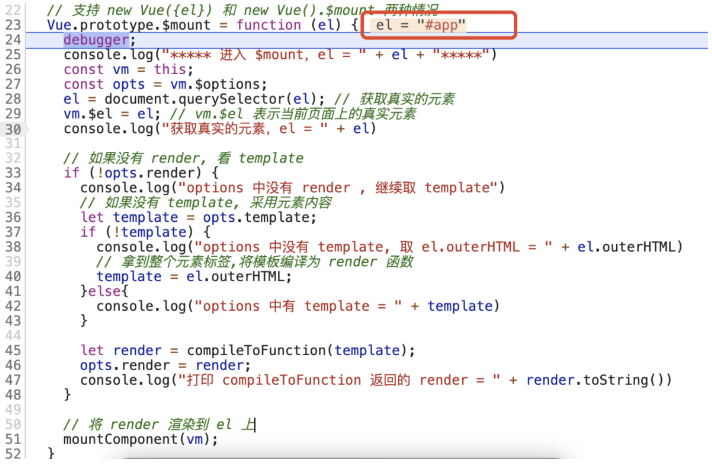 22 // 支持 new Vue({el}) 和 new Vue().$mount 两种情况
23 Vue.prototype.$mount = function (el) { el = "#app"
24 debugger;
25 console.log("***** 进入 $mount, el = " + el + "*****")
26 const vm = this;
27 const opts = vm.$options;
28 el = document.querySelector(el); // 获取真实的元素
29 vm.$el = el; // vm.$el 表示当前页面上的真实元素
30 console.log("获取真实的元素, el = " + el)
31
32 // 如果没有 render, 看 template
33 if (!opts.render) {
34 console.log("options 中没有 render , 继续取 template")
35 // 如果没有 template, 采用元素内容
36 let template = opts.template;
37 if (!template) {
38 console.log("options 中没有 template, 取 el.outerHTML = " + el.outerHTML)
39 // 拿到整个元素标签,将模板编译为 render 函数
40 template = el.outerHTML;
41 }else{
42 console.log("options 中有 template = " + template)
43 }
44
45 let render = compileToFunction(template);
46 opts.render = render;
47 console.log("打印 compileToFunction 返回的 render = " + render.toString())
48 }
49
50 // 将 render 渲染到 el 上
51 mountComponent(vm);
52 }